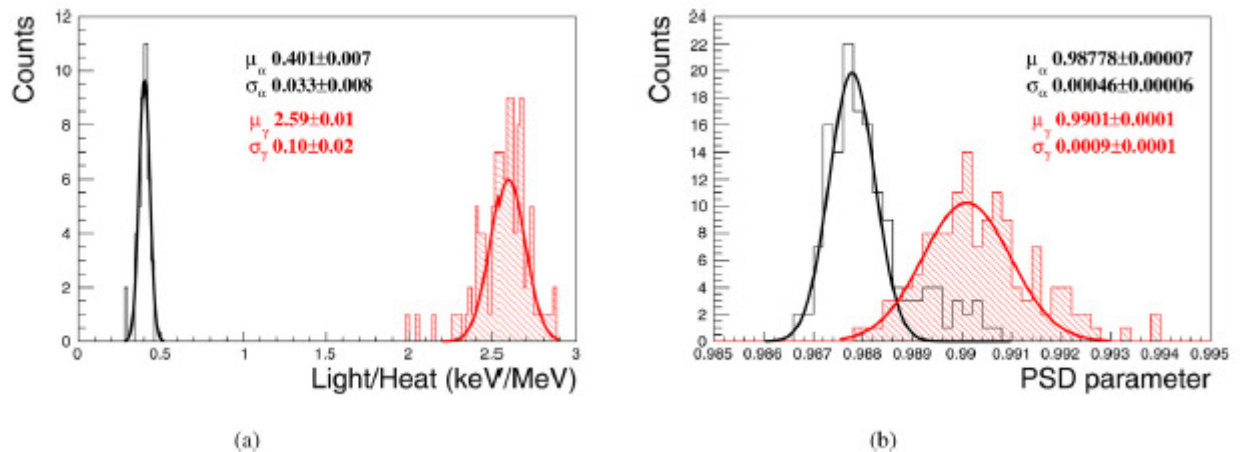 Counts
12
10
8
6
4
2
0
μα 0.401±0.007
σα 0.033±0.008
μγ 2.59±0.01
σγ 0.10±0.02
0 0.5 1 1.5 2 2.5 3
Light/Heat (keV/MeV)
(a)
Counts
24
22
20
18
16
14
12
10
8
6
4
2
0
μα 0.98778±0.00007
σα 0.00046±0.00006
μγ 0.9901±0.0001
σγ 0.0009±0.0001
0.985 0.986 0.987 0.988 0.989 0.99 0.991 0.992 0.993 0.994 0.995
PSD parameter
(b)